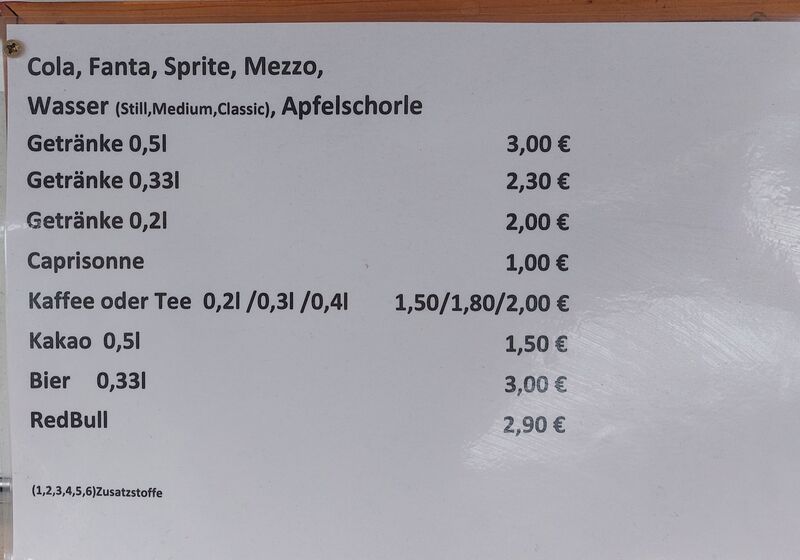 Cola, Fanta, Sprite, Mezzo,
Wasser (Still,Medium,Classic), Apfelschorle
Getränke 0,5l 3,00 €
Getränke 0,33l 2,30 €
Getränke 0,2l 2,00 €
Caprisonne 1,00 €
Kaffee oder Tee 0,2l /0,3l /0,4l 1,50/1,80/2,00 €
Kakao 0,5l 1,50 €
Bier 0,33l 3,00 €
RedBull 2,90 €
(1,2,3,4,5,6)Zusatzstoffe